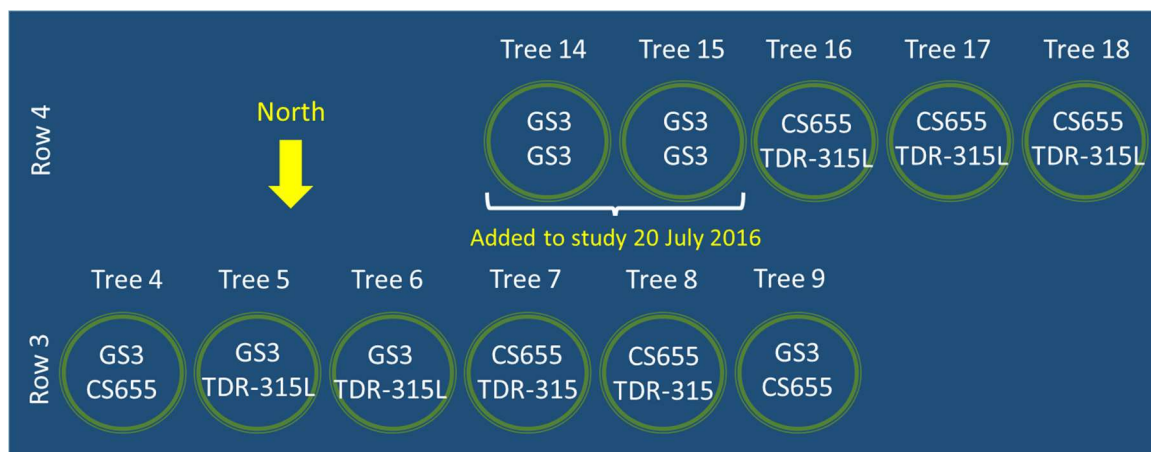 Tree 14 Tree 15 Tree 16 Tree 17 Tree 18
Row 4
North
GS3 GS3 CS655 CS655 CS655
GS3 GS3 TDR-315L TDR-315L TDR-315L
Added to study 20 July 2016
Tree 4 Tree 5 Tree 6 Tree 7 Tree 8 Tree 9
Row 3
GS3 GS3 GS3 CS655 CS655 GS3
CS655 TDR-315L TDR-315L TDR-315 TDR-315 CS655